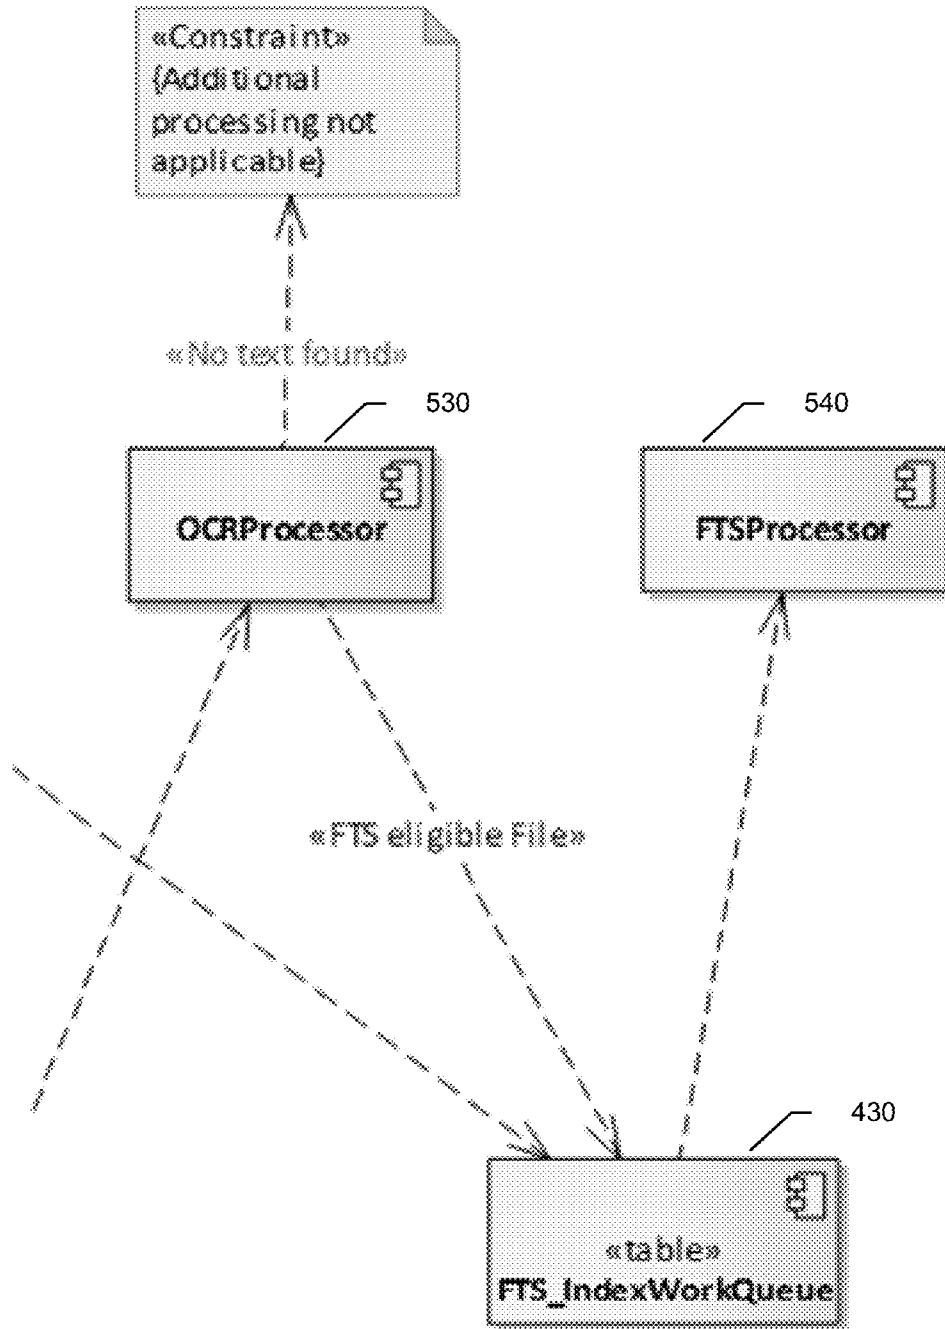 «Constraint»
{Additional
processing not
applicable}
«No text found»
530
540
OCRProcessor
FTSProcessor
«FTS eligible File»
430
«table»
FTS_IndexWorkQueue